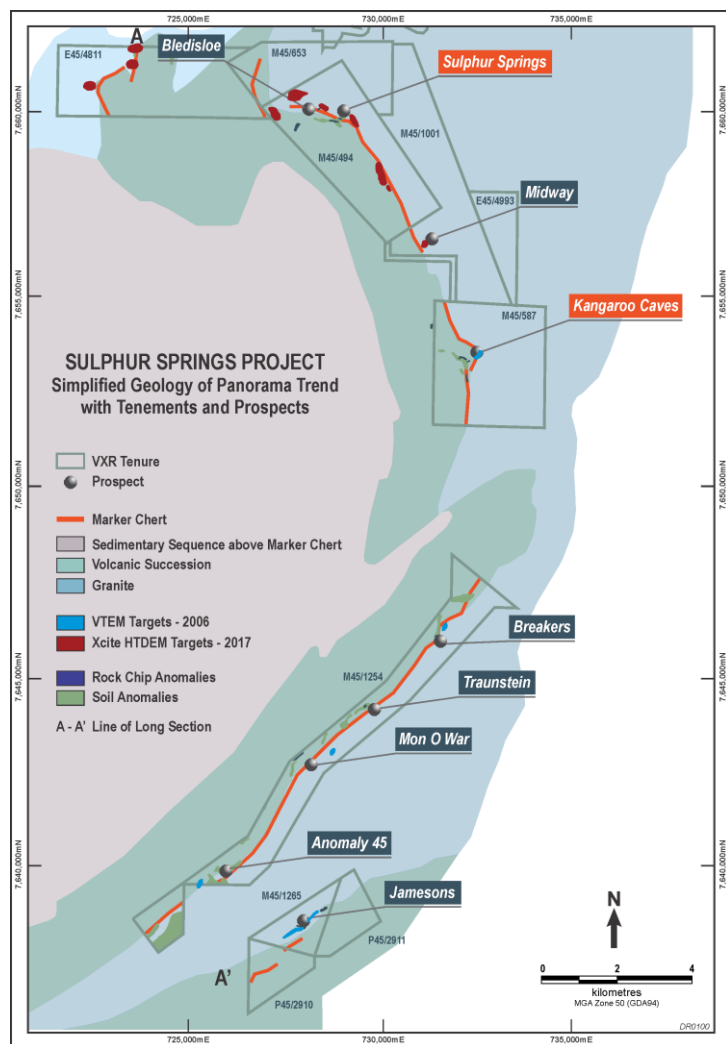 725,000mE
730,000mE
735,000mE
A
E45/4811
Bledisloe
M45/653
Sulphur Springs
7,660,000mN
7,660,000mN
M45/1001
M45/494
E45/4993
Midway
7,655,000mN
7,655,000mN
M45/587
Kangaroo Caves
SULPHUR SPRINGS PROJECT
Simplified Geology of Panorama Trend
with Tenements and Prospects
VXR Tenure
Prospect
7,650,000mN
7,650,000mN
Marker Chert
Sedimentary Sequence above Marker Chert
Volcanic Succession
Granite
VTEM Targets - 2006
Xcite HTDEM Targets - 2017
Breakers
Rock Chip Anomalies
Soil Anomalies
M45/1254
7,645,000mN
7,645,000mN
Traunstein
A - A' Line of Long Section
Mon O War
Anomaly 45
7,640,000mN
7,640,000mN
M45/1265
Jamesons
N
P45/2911
A'
P45/2910
0 2 4
kilometres
MGA Zone 50 (GDA94)
DR0100
725,000mE
730,000mE
735,000mE